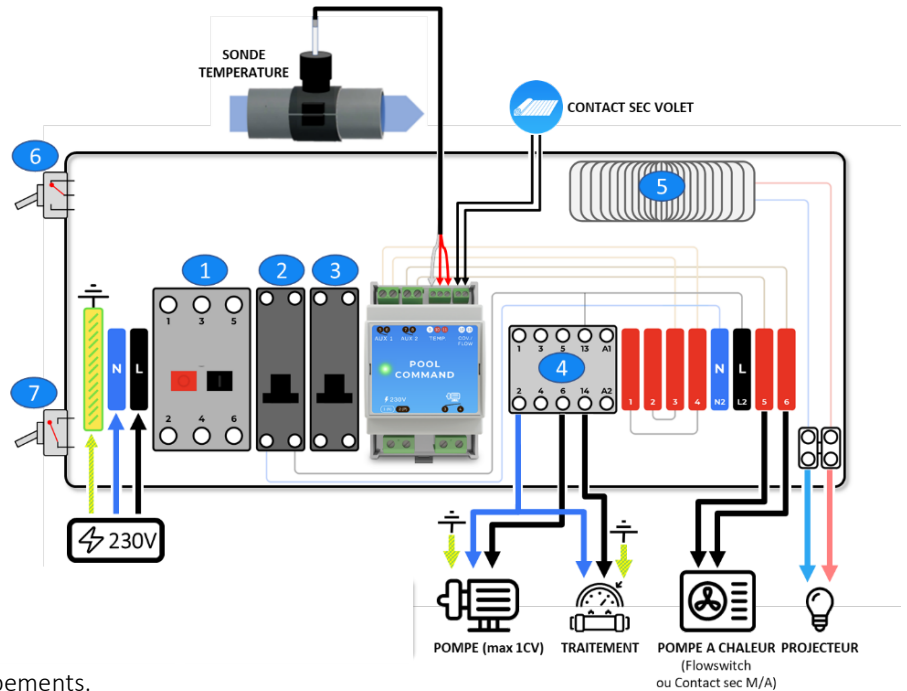 SONDE
TEMPERATURE
CONTACT SEC VOLET
6
5
1
2
3
1 3 5
AUX 1 AUX 2 TEMP
COV./
FLOW
POOL
COMMAND
230V
1 3 5 13 A1
4
2 4 6 14 A2
N
L
N
L
1 2 3 4 N2 L2 5 6
2 4 6
7
230V
POMPE (max 1CV)
TRAITEMENT
POMPE A CHALEUR
(Flowswitch
ou Contact sec M/A)
PROJECTEUR
pements.